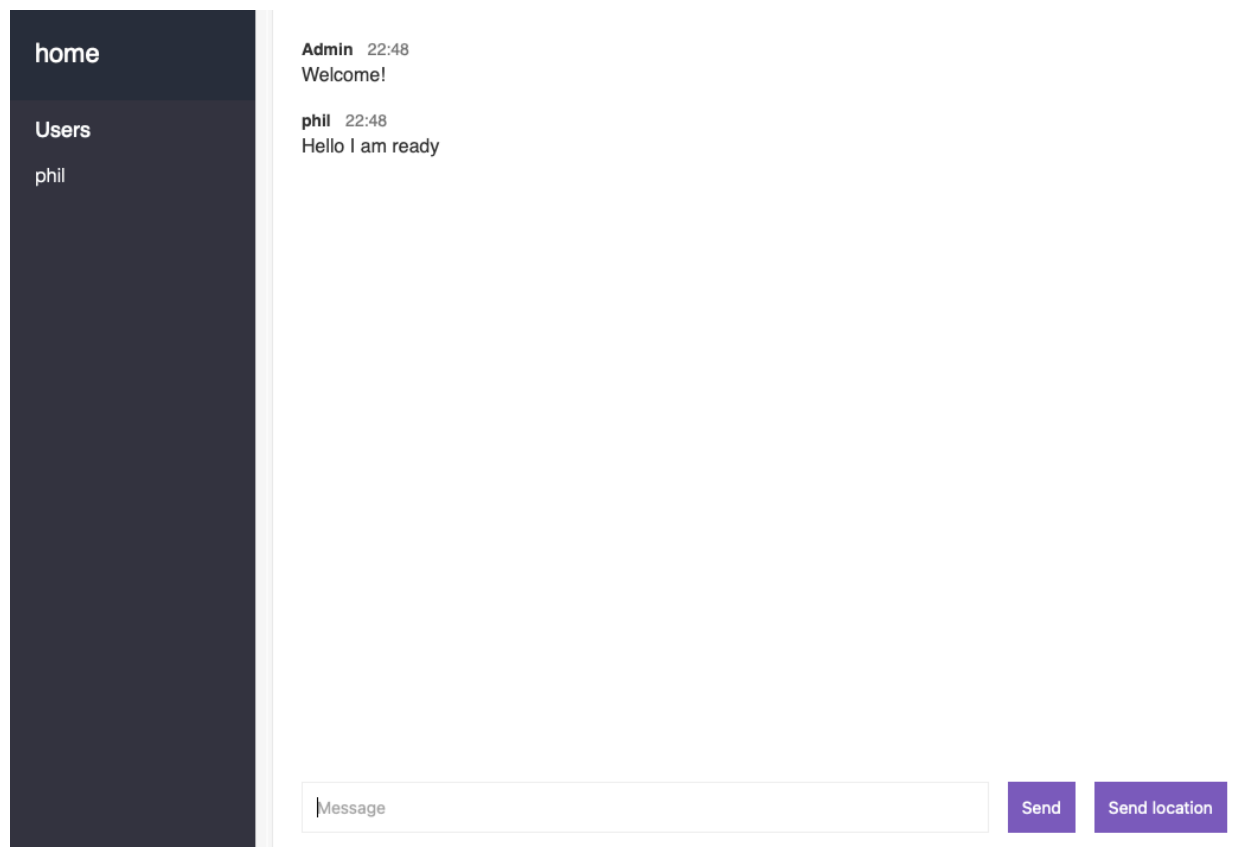 home
Users
phil
Admin 22:48
Welcome!
phil 22:48
Hello I am ready
Message
Send
Send location